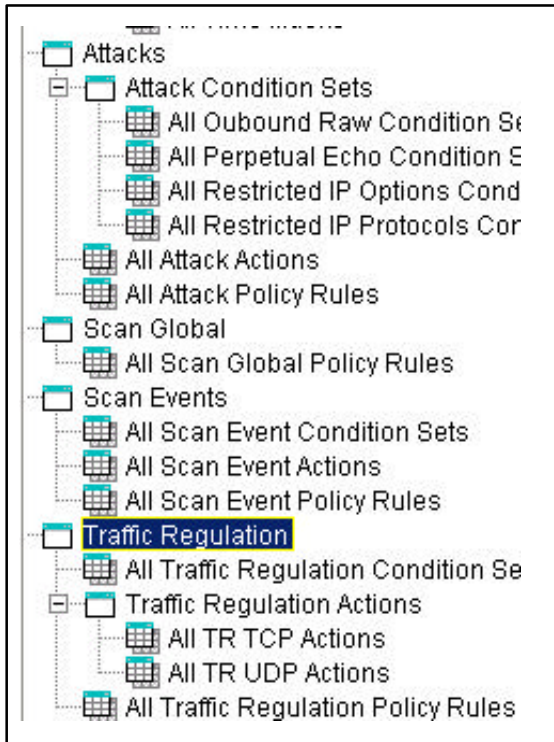 Attacks
Attack Condition Sets
All Oubound Raw Condition Se
All Perpetual Echo Condition S
All Restricted IP Options Cond
All Restricted IP Protocols Con
All Attack Actions
All Attack Policy Rules
Scan Global
All Scan Global Policy Rules
Scan Events
All Scan Event Condition Sets
All Scan Event Actions
All Scan Event Policy Rules
Traffic Regulation
All Traffic Regulation Condition Se
Traffic Regulation Actions
All TR TCP Actions
All TR UDP Actions
All Traffic Regulation Policy Rules